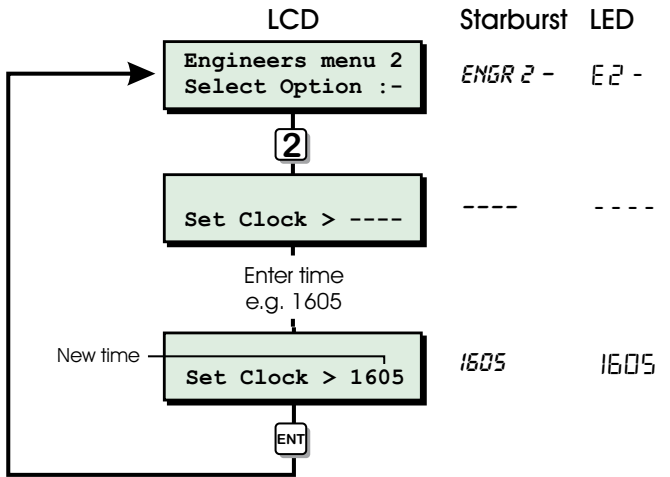 LCD Starburst LED
Engineers menu 2
Select Option :-
ENGR 2 - E2 -
2
Set Clock > ----
---- ----
Enter time
e.g. 1605
New time
Set Clock > 1605
1605 1605
ENT